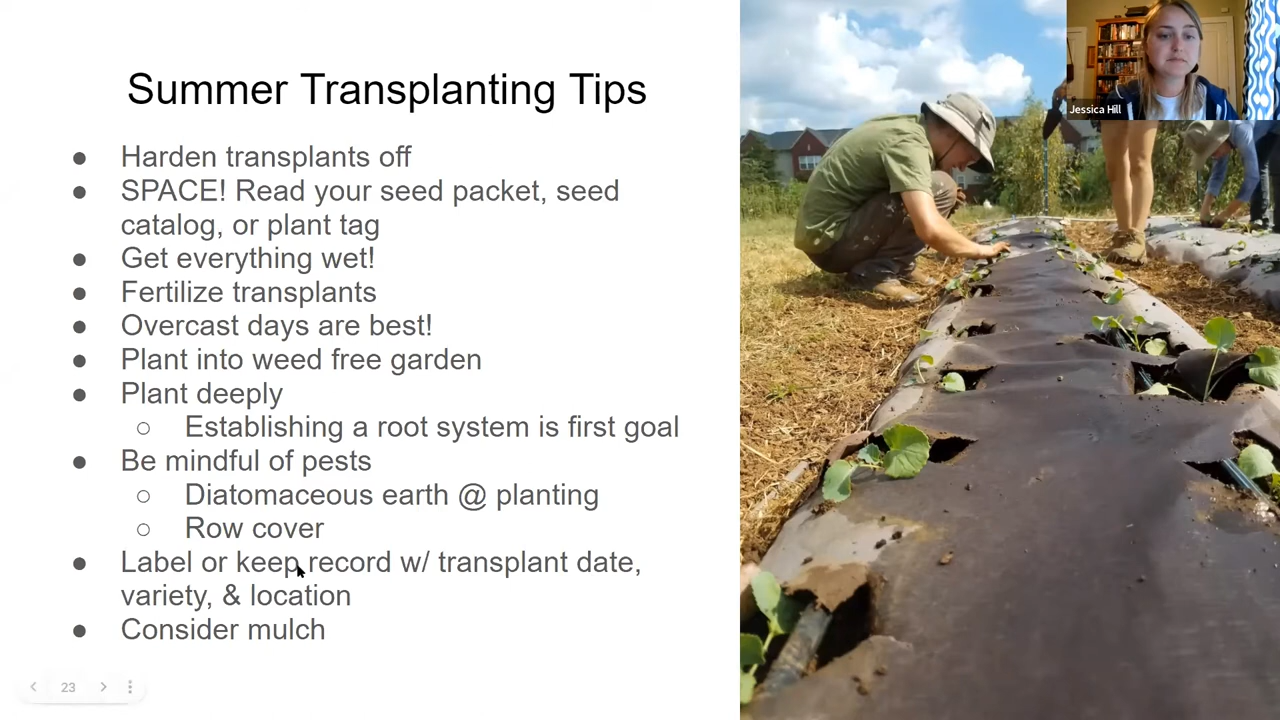 Summer Transplanting Tips
● Harden transplants off
● SPACE! Read your seed packet, seed
catalog, or plant tag
● Get everything wet!
● Fertilize transplants
● Overcast days are best!
● Plant into weed free garden
● Plant deeply
○ Establishing a root system is first goal
● Be mindful of pests
○ Diatomaceous earth @ planting
○ Row cover
● Label or keep record w/ transplant date,
variety, & location
● Consider mulch
23
Jessica Hill